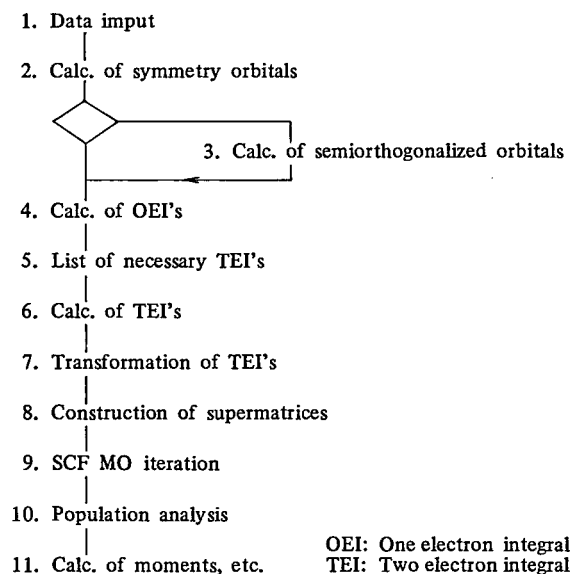 1. Data imput
2. Calc. of symmetry orbitals
3. Calc. of semiorthogonalized orbitals
4. Calc. of OEI's
5. List of necessary TEI's
6. Calc. of TEI's
7. Transformation of TEI's
8. Construction of supermatrices
9. SCF MO iteration
10. Population analysis
11. Calc. of moments, etc.
OEI: One electron integral
TEI: Two electron integral